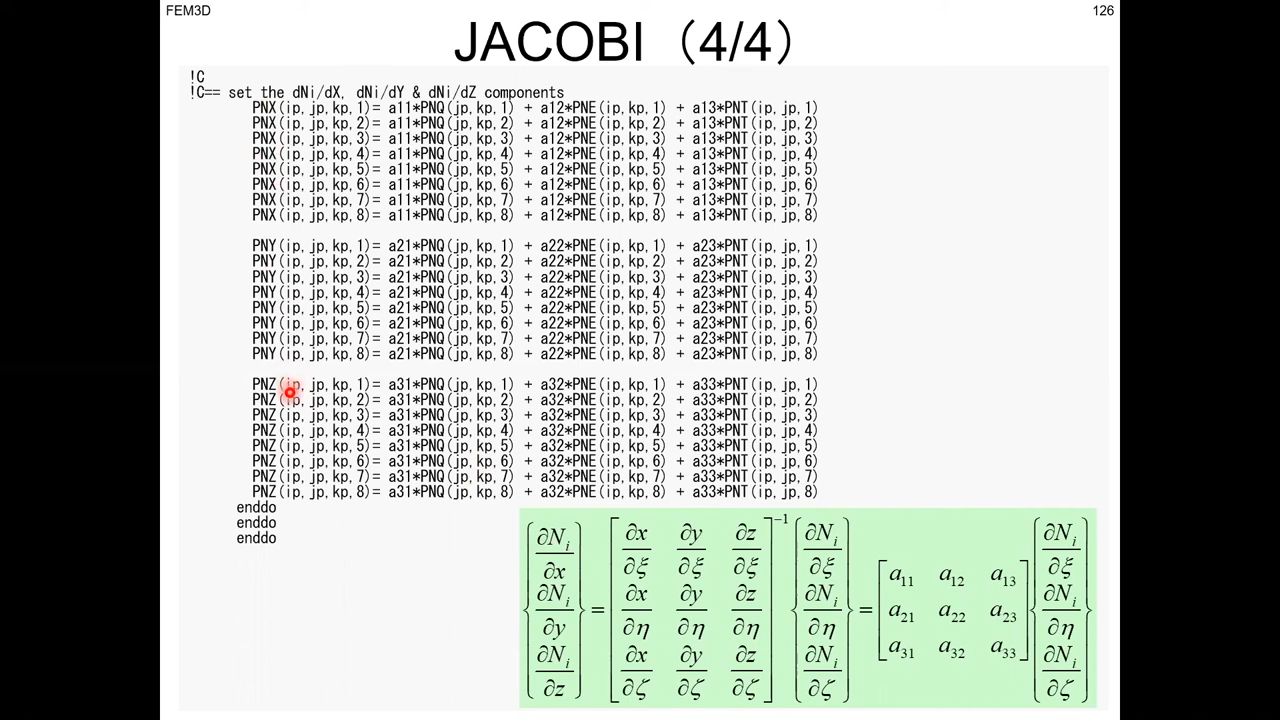 FEM3D
126
JACOBI（4/4）
!C
!C== set the dNi/dX, dNi/dY & dNi/dZ components
PNX(ip,jp,kp,1)= a11*PNQ(jp,kp,1) + a12*PNE(ip,kp,1) + a13*PNT(ip,jp,1)
PNX(ip,jp,kp,2)= a11*PNQ(jp,kp,2) + a12*PNE(ip,kp,2) + a13*PNT(ip,jp,2)
PNX(ip,jp,kp,3)= a11*PNQ(jp,kp,3) + a12*PNE(ip,kp,3) + a13*PNT(ip,jp,3)
PNX(ip,jp,kp,4)= a11*PNQ(jp,kp,4) + a12*PNE(ip,kp,4) + a13*PNT(ip,jp,4)
PNX(ip,jp,kp,5)= a11*PNQ(jp,kp,5) + a12*PNE(ip,kp,5) + a13*PNT(ip,jp,5)
PNX(ip,jp,kp,6)= a11*PNQ(jp,kp,6) + a12*PNE(ip,kp,6) + a13*PNT(ip,jp,6)
PNX(ip,jp,kp,7)= a11*PNQ(jp,kp,7) + a12*PNE(ip,kp,7) + a13*PNT(ip,jp,7)
PNX(ip,jp,kp,8)= a11*PNQ(jp,kp,8) + a12*PNE(ip,kp,8) + a13*PNT(ip,jp,8)
PNY(ip,jp,kp,1)= a21*PNQ(jp,kp,1) + a22*PNE(ip,kp,1) + a23*PNT(ip,jp,1)
PNY(ip,jp,kp,2)= a21*PNQ(jp,kp,2) + a22*PNE(ip,kp,2) + a23*PNT(ip,jp,2)
PNY(ip,jp,kp,3)= a21*PNQ(jp,kp,3) + a22*PNE(ip,kp,3) + a23*PNT(ip,jp,3)
PNY(ip,jp,kp,4)= a21*PNQ(jp,kp,4) + a22*PNE(ip,kp,4) + a23*PNT(ip,jp,4)
PNY(ip,jp,kp,5)= a21*PNQ(jp,kp,5) + a22*PNE(ip,kp,5) + a23*PNT(ip,jp,5)
PNY(ip,jp,kp,6)= a21*PNQ(jp,kp,6) + a22*PNE(ip,kp,6) + a23*PNT(ip,jp,6)
PNY(ip,jp,kp,7)= a21*PNQ(jp,kp,7) + a22*PNE(ip,kp,7) + a23*PNT(ip,jp,7)
PNY(ip,jp,kp,8)= a21*PNQ(jp,kp,8) + a22*PNE(ip,kp,8) + a23*PNT(ip,jp,8)
PNZ(ip,jp,kp,1)= a31*PNQ(jp,kp,1) + a32*PNE(ip,kp,1) + a33*PNT(ip,jp,1)
PNZ(ip,jp,kp,2)= a31*PNQ(jp,kp,2) + a32*PNE(ip,kp,2) + a33*PNT(ip,jp,2)
PNZ(ip,jp,kp,3)= a31*PNQ(jp,kp,3) + a32*PNE(ip,kp,3) + a33*PNT(ip,jp,3)
PNZ(ip,jp,kp,4)= a31*PNQ(jp,kp,4) + a32*PNE(ip,kp,4) + a33*PNT(ip,jp,4)
PNZ(ip,jp,kp,5)= a31*PNQ(jp,kp,5) + a32*PNE(ip,kp,5) + a33*PNT(ip,jp,5)
PNZ(ip,jp,kp,6)= a31*PNQ(jp,kp,6) + a32*PNE(ip,kp,6) + a33*PNT(ip,jp,6)
PNZ(ip,jp,kp,7)= a31*PNQ(jp,kp,7) + a32*PNE(ip,kp,7) + a33*PNT(ip,jp,7)
PNZ(ip,jp,kp,8)= a31*PNQ(jp,kp,8) + a32*PNE(ip,kp,8) + a33*PNT(ip,jp,8)
enddo
enddo
enddo
{∂Nᵢ/∂x ∂Nᵢ/∂y ∂Nᵢ/∂z} = [∂x/∂ξ ∂y/∂ξ ∂z/∂ξ ∂x/∂η ∂y/∂η ∂z/∂η ∂x/∂ζ ∂y/∂ζ ∂z/∂ζ]⁻¹ {∂Nᵢ/∂ξ ∂Nᵢ/∂η ∂Nᵢ/∂ζ} = [a₁₁ a₁₂ a₁₃ a₂₁ a₂₂ a₂₃ a₃₁ a₃₂ a₃₃] {∂Nᵢ/∂ξ ∂Nᵢ/∂η ∂Nᵢ/∂ζ}